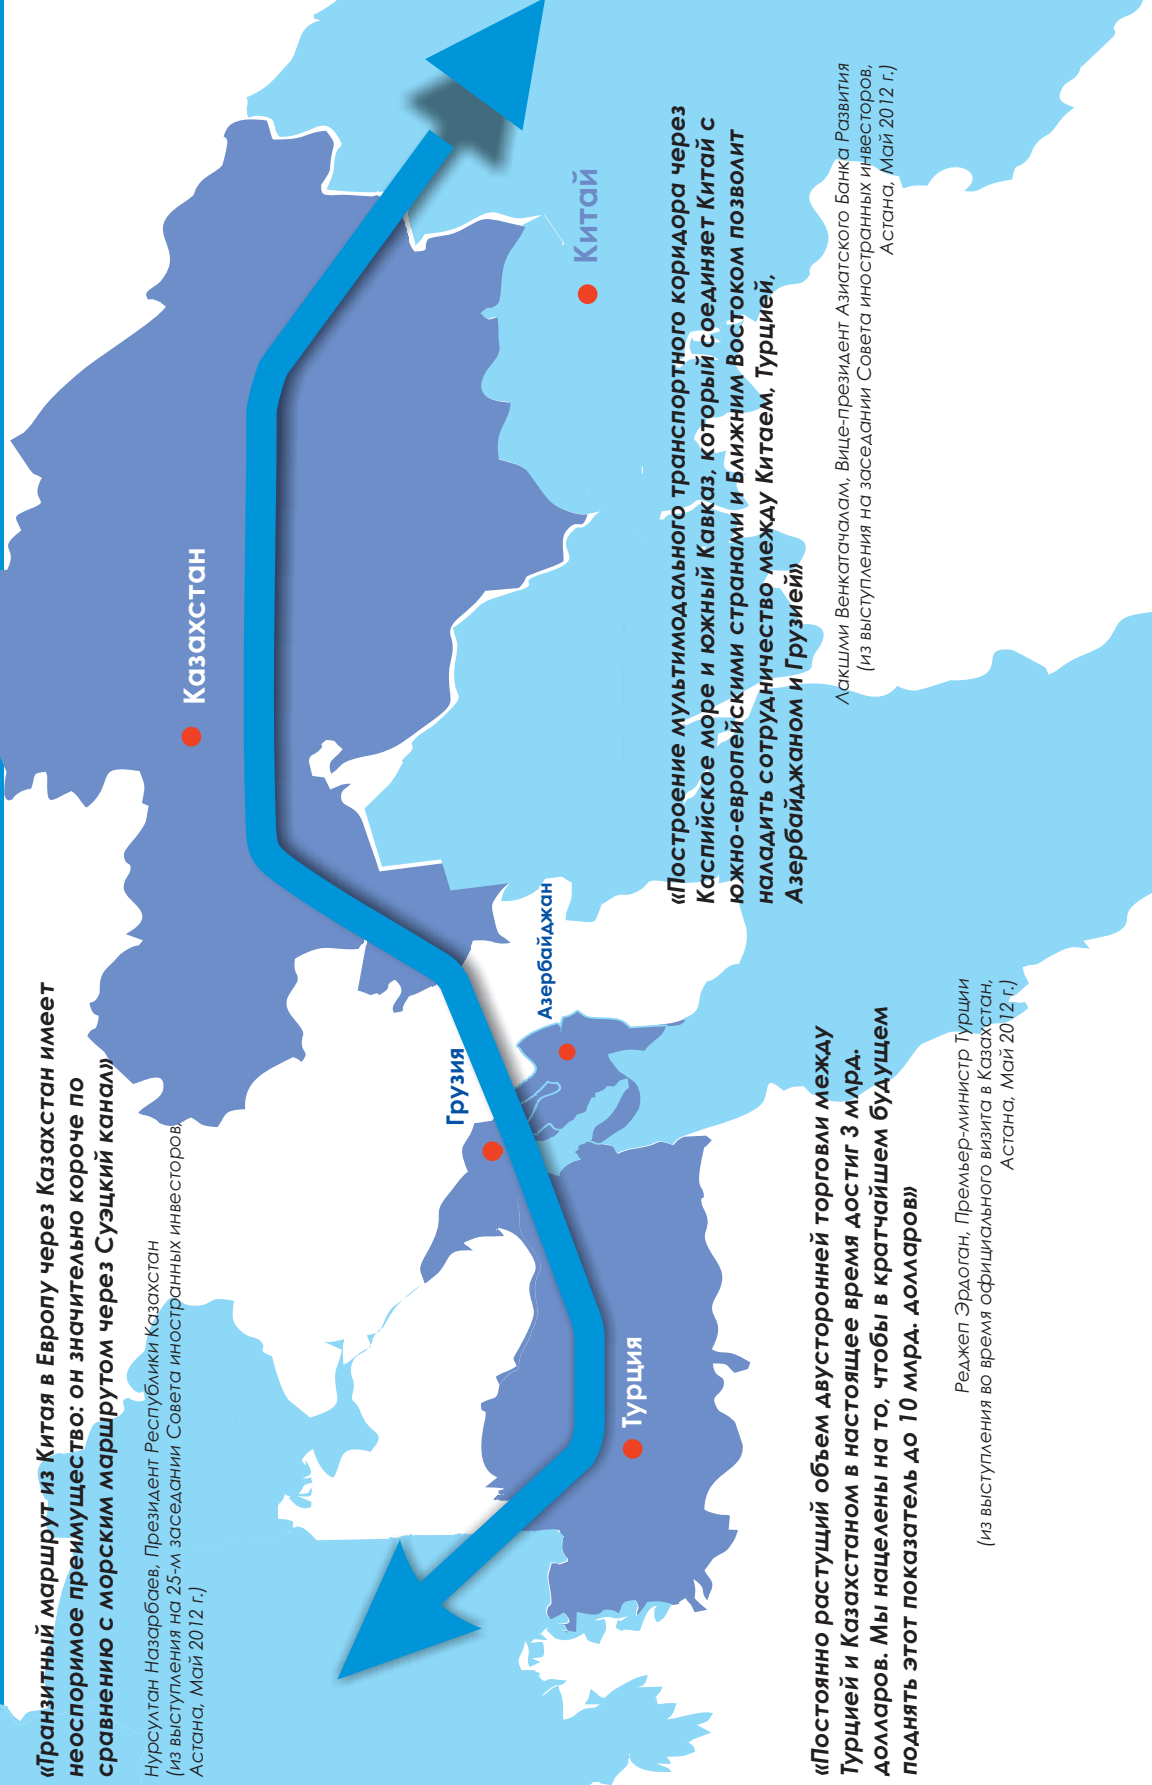 «Транзитный маршрут из Китая в Европу через Казахстан имеет
неоспоримое преимущество: он значительно короче по
сравнению с морским маршрутом через Суэцкий канал»
Нурсултан Назарбаев, Президент Республики Казахстан
(из выступления на 25-м заседании Совета иностранных инвесторов,
Астана, Май 2012 г.)
Казахстан
Грузия
Азербайджан
Китай
Турция
«Построение мультимодального транспортного коридора через
Каспийское море и южный Кавказ, который соединяет Китай с
южно-европейскими странами и Ближним Востоком позволит
наладить сотрудничество между Китаем, Турцией,
Азербайджаном и Грузией»
Лакшми Венкатачалам, Вице-президент Азиатского Банка Развития
(из выступления на заседании Совета иностранных инвесторов,
Астана, Май 2012 г.)
«Постоянно растущий объем двусторонней торговли между
Турцией и Казахстаном в настоящее время достиг 3 млрд.
долларов. Мы нацелены на то, чтобы в кратчайшем будущем
поднять этот показатель до 10 млрд. долларов»
Реджеп Эрдоган, Премьер-министр Турции
(из выступления во время официального визита в Казахстан,
Астана, Май 2012 г.)